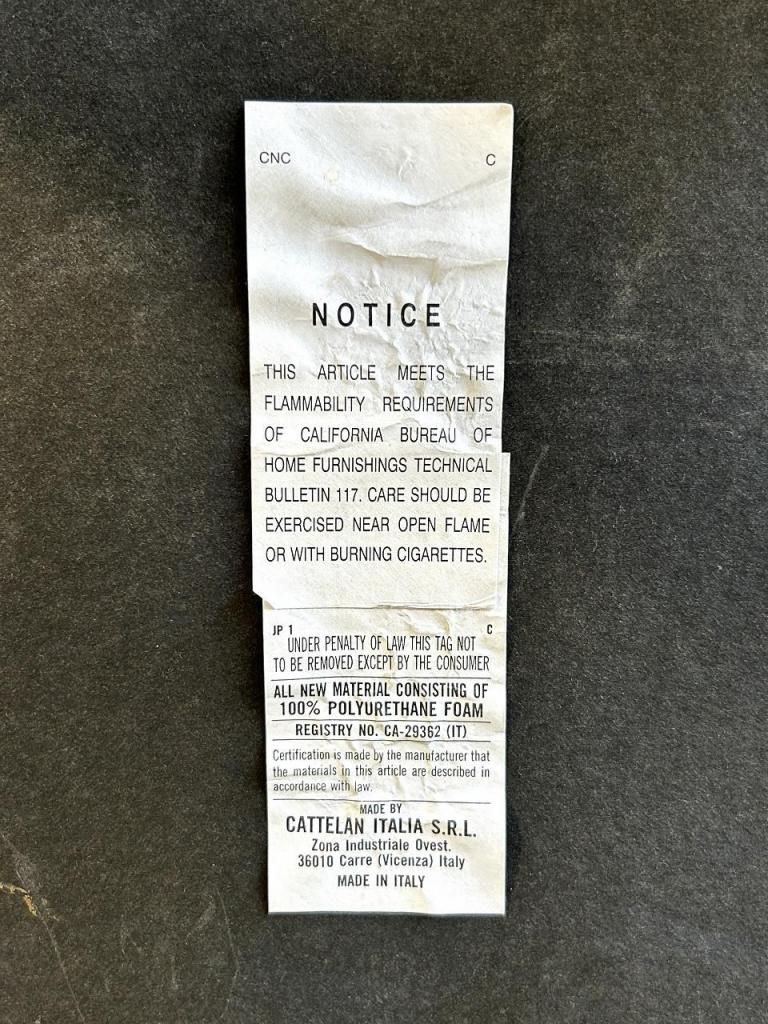 CNC C
NOTICE
THIS ARTICLE MEETS THE
FLAMMABILITY REQUIREMENTS
OF CALIFORNIA BUREAU OF
HOME FURNISHINGS TECHNICAL
BULLETIN 117. CARE SHOULD BE
EXERCISED NEAR OPEN FLAME
OR WITH BURNING CIGARETTES.
JP 1 C
UNDER PENALTY OF LAW THIS TAG NOT
TO BE REMOVED EXCEPT BY THE CONSUMER
ALL NEW MATERIAL CONSISTING OF
100% POLYURETHANE FOAM
REGISTRY NO. CA-29362 (IT)
Certification is made by the manufacturer that
the materials in this article are described in
accordance with law.
MADE BY
CATTELAN ITALIA S.R.L.
Zona Industriale Ovest.
36010 Carre (Vicenza) Italy
MADE IN ITALY